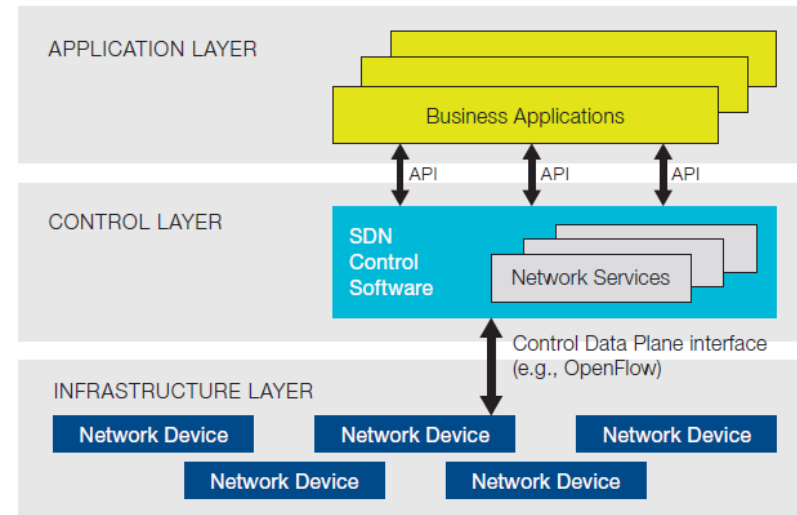 APPLICATION LAYER
Business Applications
API
API
API
CONTROL LAYER
SDN
Control
Software
Network Services
Control Data Plane interface
(e.g., OpenFlow)
INFRASTRUCTURE LAYER
Network Device
Network Device
Network Device
Network Device
Network Device